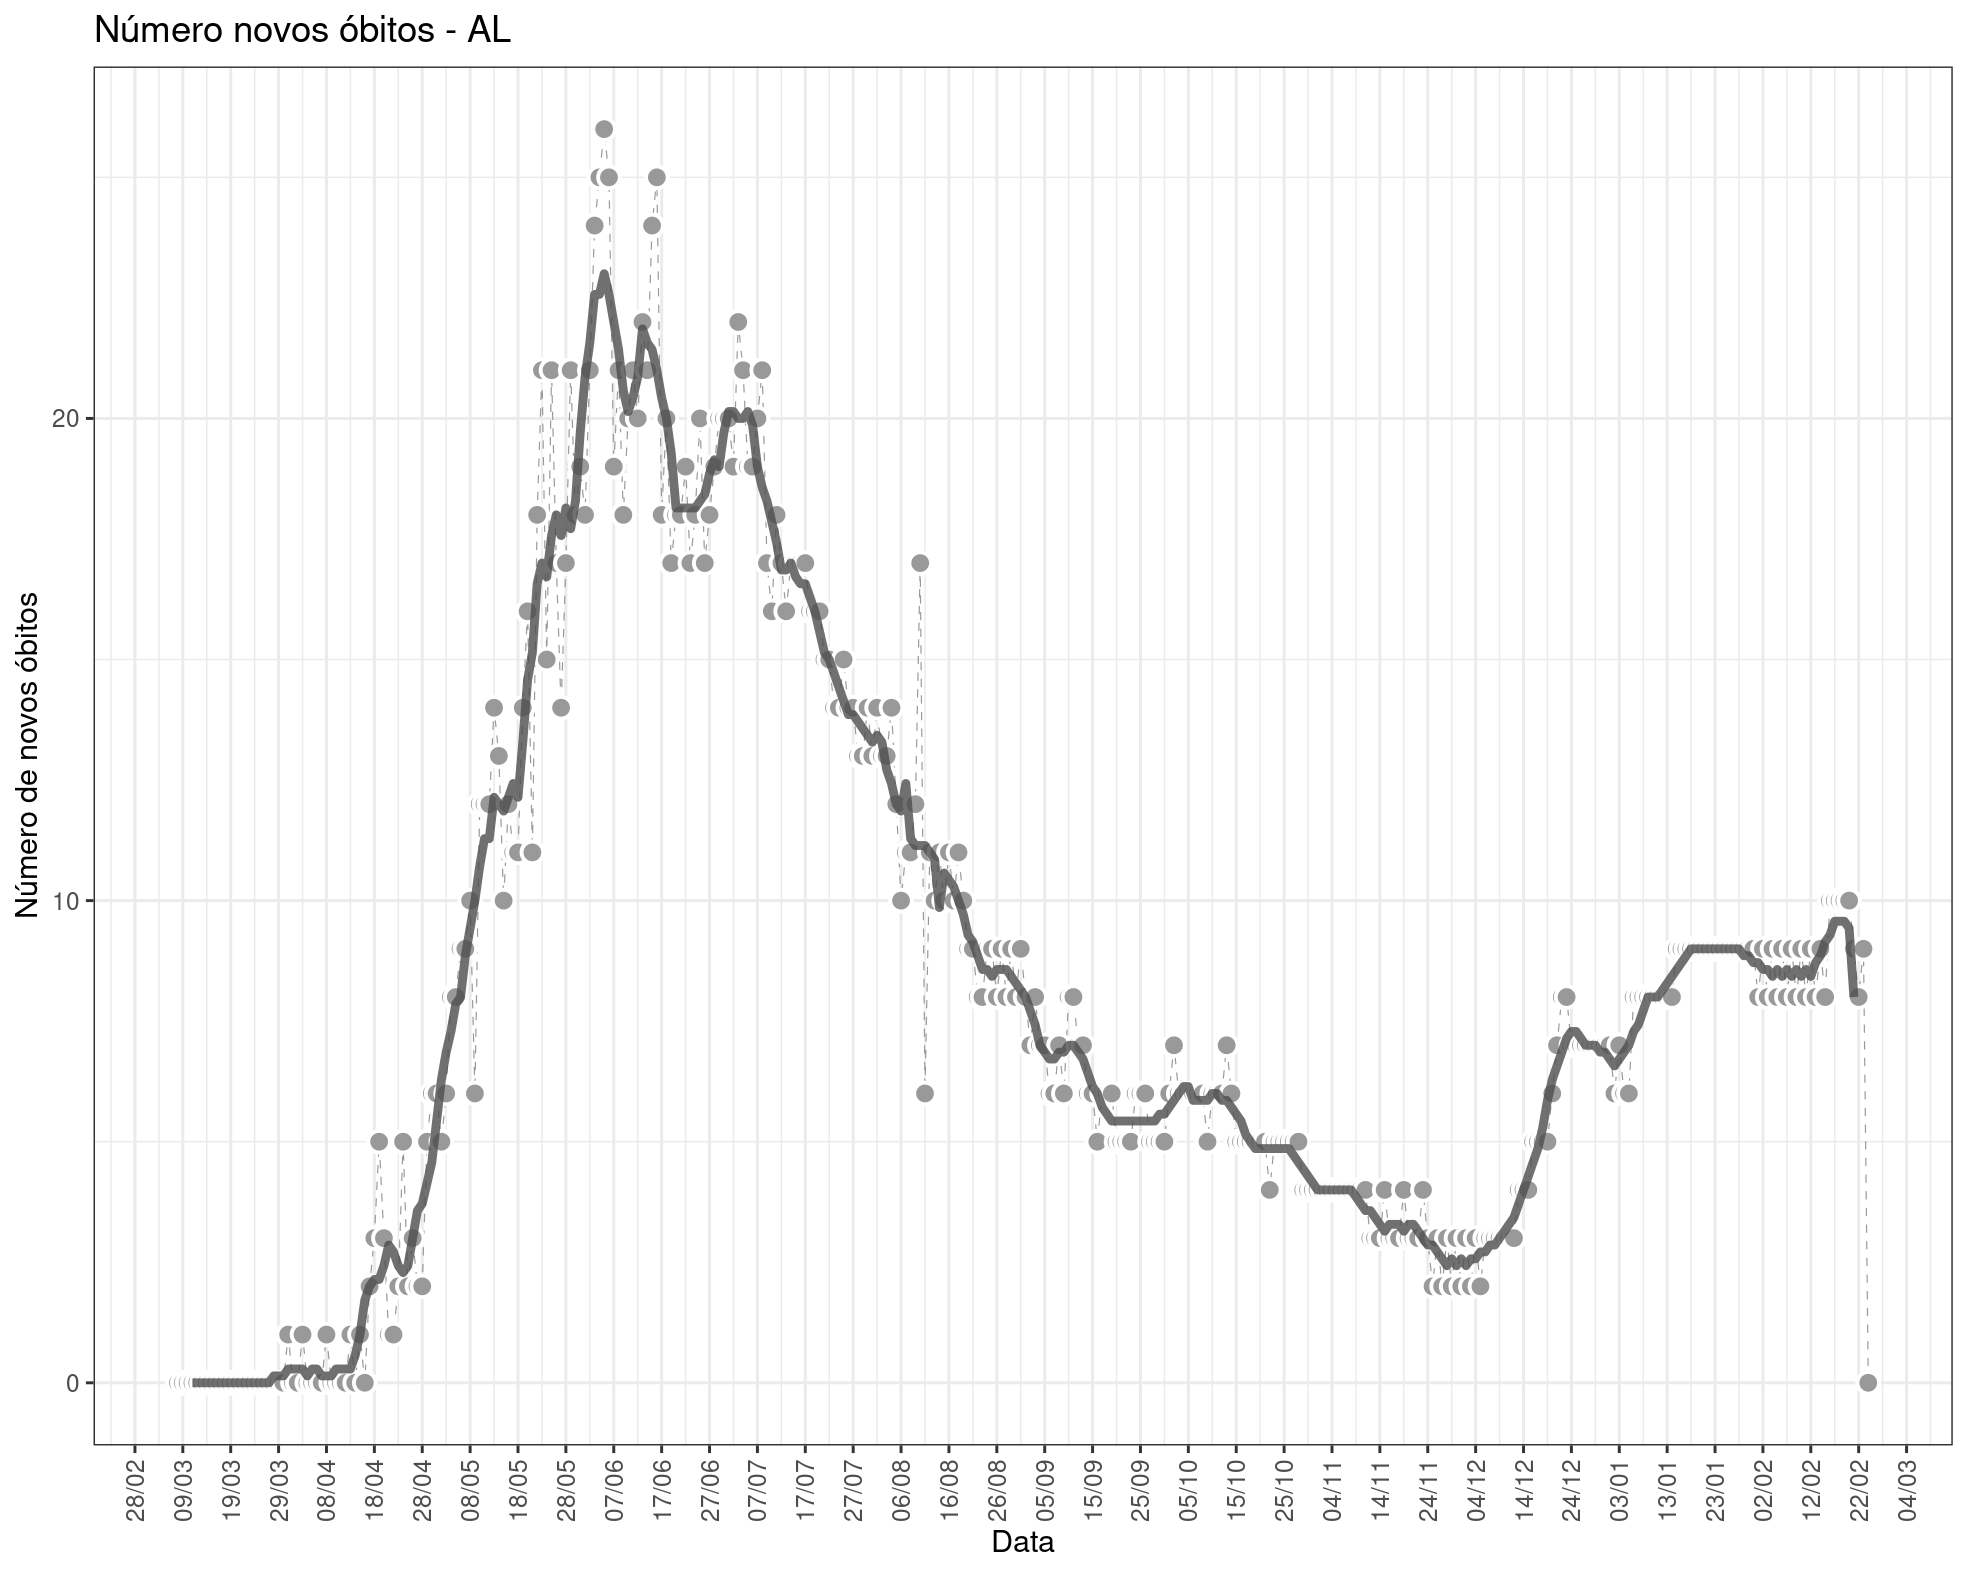 Número novos óbitos - AL
Número de novos óbitos
20
10
0
28/02 09/03 19/03 29/03 08/04 18/04 28/04 08/05 18/05 28/05 07/06 17/06 27/06 07/07 17/07 27/07 06/08 16/08 26/08 05/09 15/09 25/09 05/10 15/10 25/10 04/11 14/11 24/11 04/12 14/12 24/12 03/01 13/01 23/01 02/02 12/02 22/02 04/03
Data